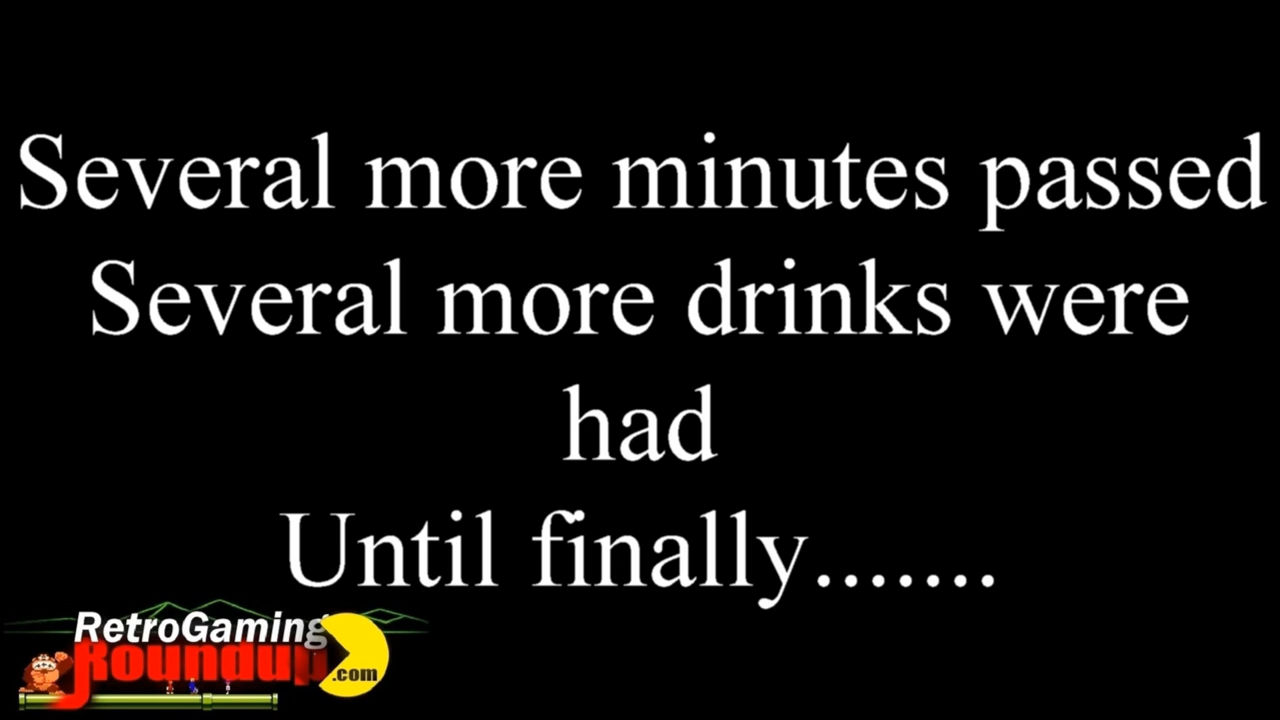 Several more minutes passed
Several more drinks were
had
Until finally.......
RetroGaming
Roundup
.com